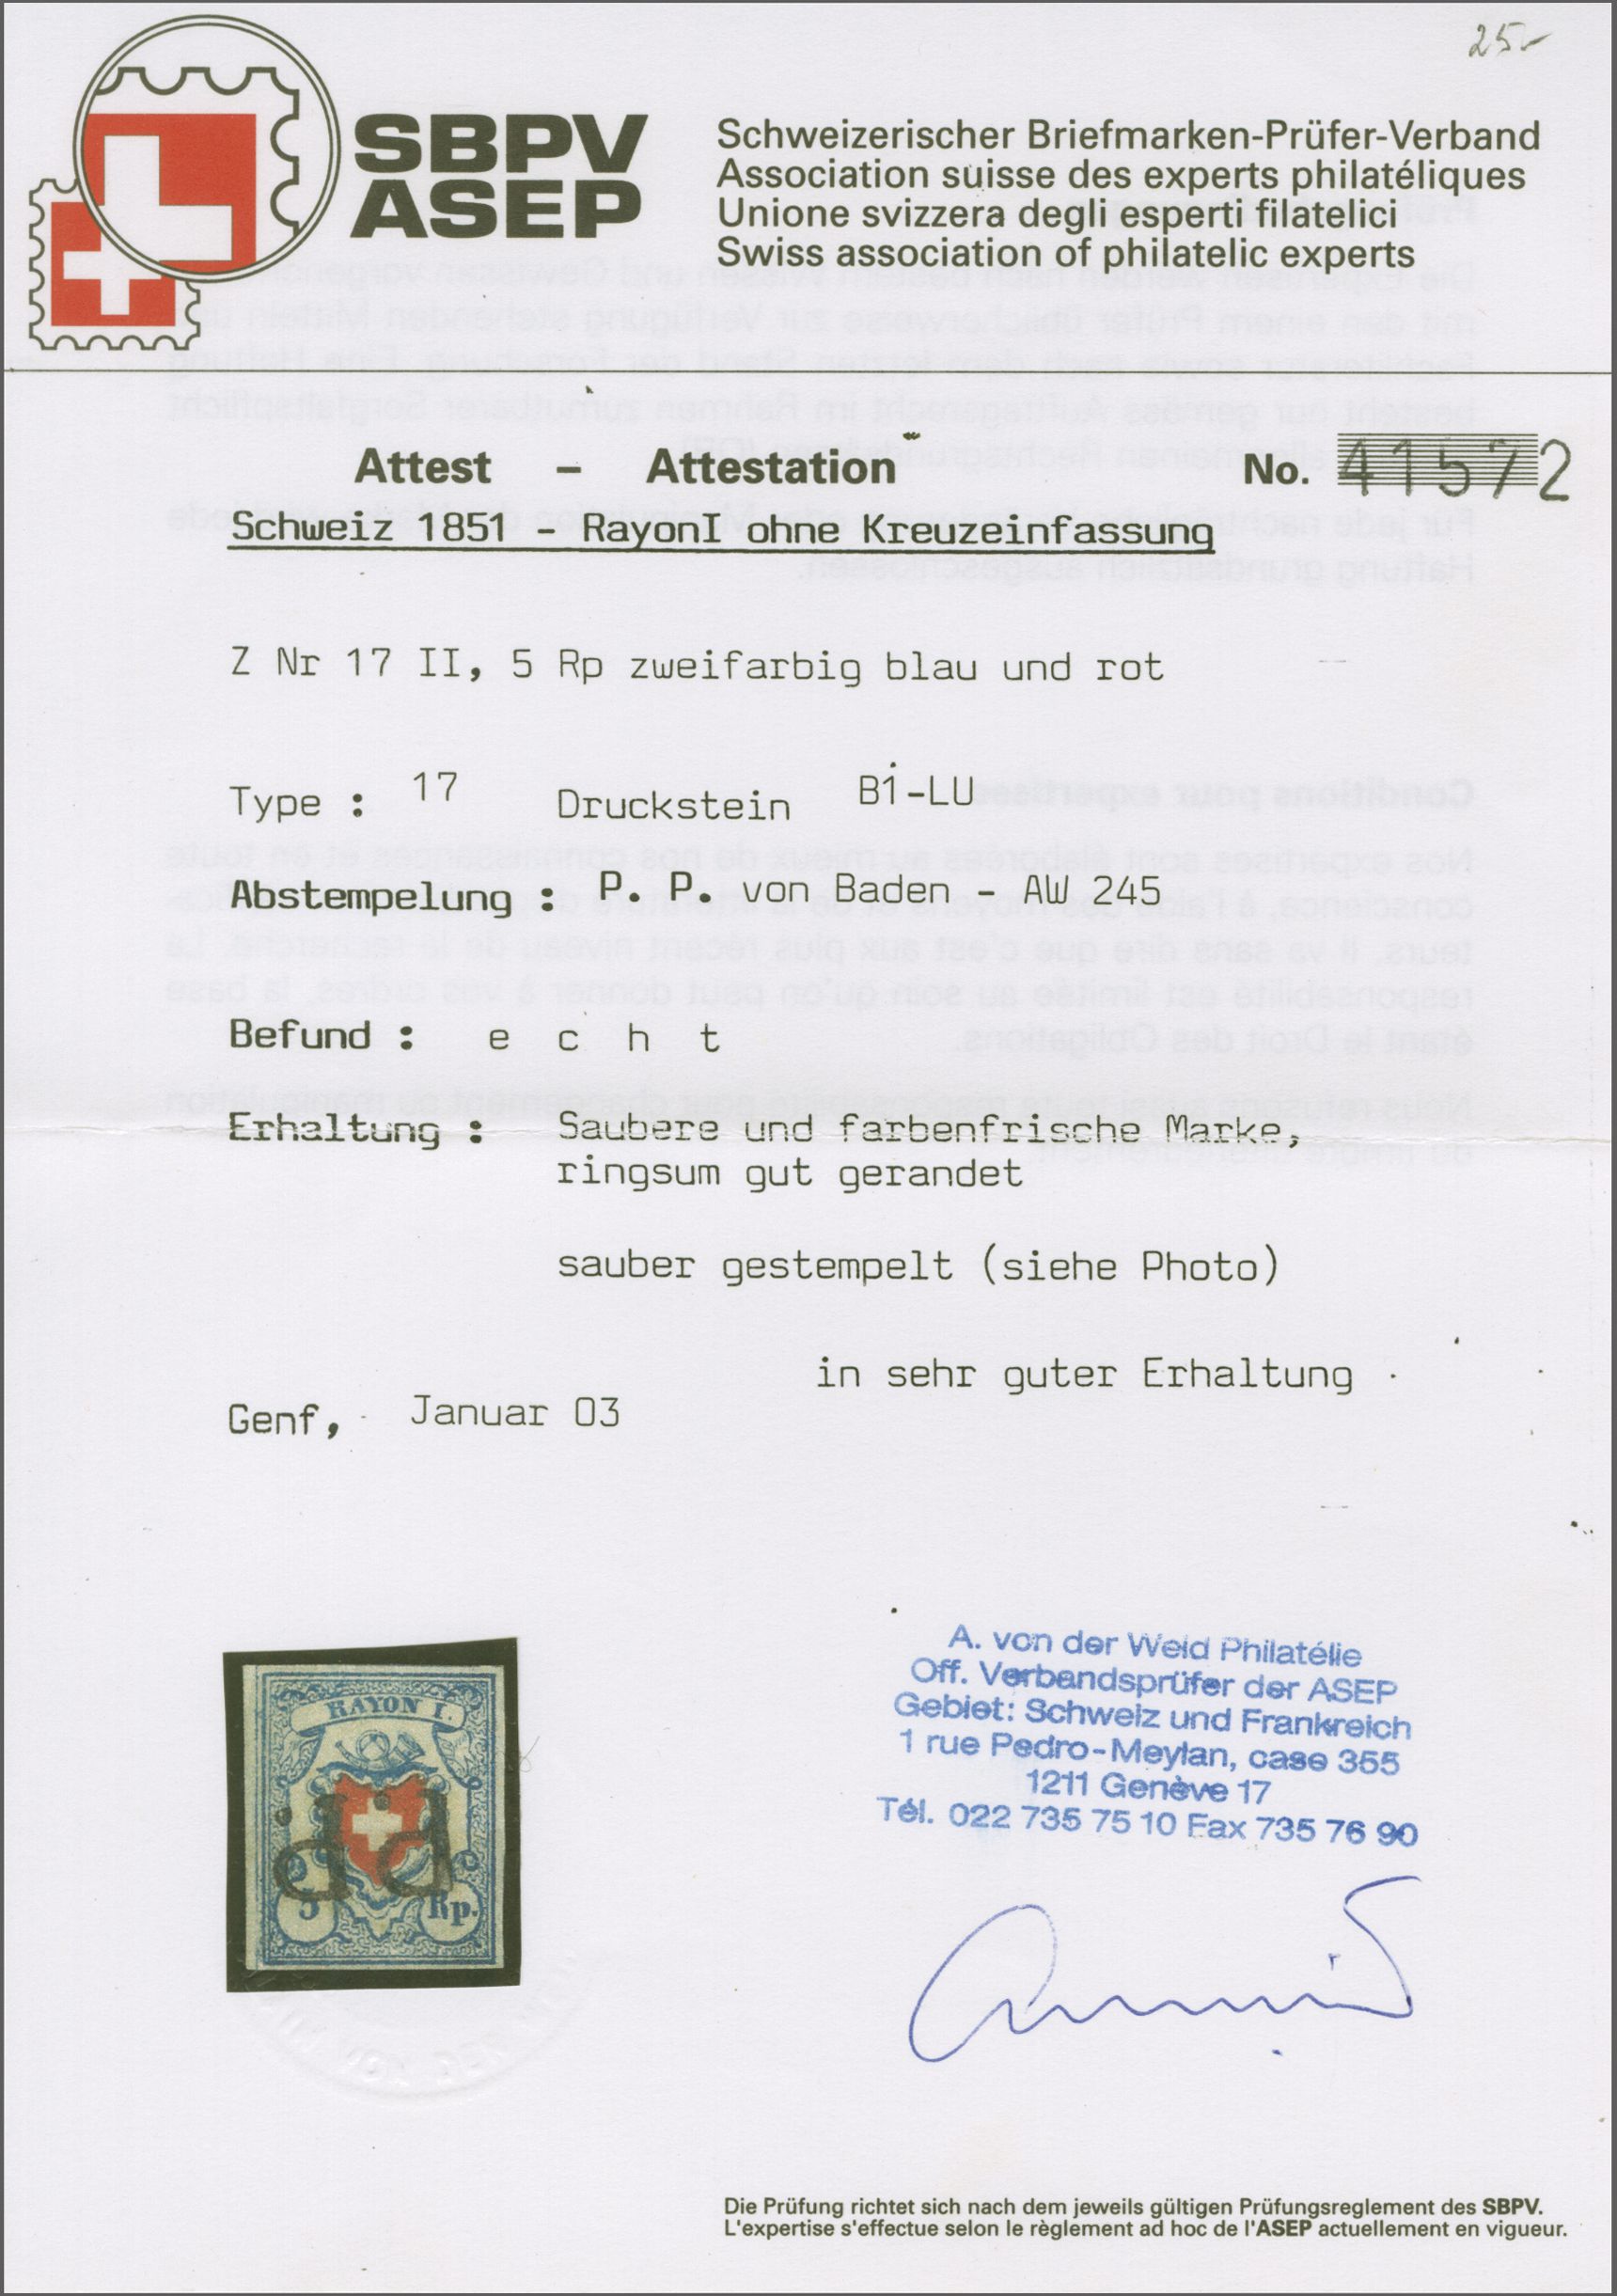 25.-
SBPV
ASEP
Schweizerischer Briefmarken-Prüfer-Verband
Association suisse des experts philatéliques
Unione svizzera degli esperti filatelici
Swiss association of philatelic experts
Attest - Attestation No. 41572
Schweiz 1851 - RayonI ohne Kreuzeinfassung
Z Nr 17 II, 5 Rp zweifarbig blau und rot
Type : 17 Druckstein B1-LU
Abstempelung : P. P. von Baden - AW 245
Befund : e c h t
Erhaltung : Saubere und farbenfrische Marke,
ringsum gut gerandet
sauber gestempelt (siehe Photo)
in sehr guter Erhaltung
Genf, Januar 03
RAYON I.
5 Rp.
A. von der Weid Philatélie
Off. Verbandsprüfer der ASEP
Gebiet: Schweiz und Frankreich
1 rue Pedro-Meylan, case 355
1211 Genève 17
Tél. 022 735 75 10 Fax 735 76 90
VON DER
Die Prüfung richtet sich nach dem jeweils gültigen Prüfungsreglement des SBPV.
L'expertise s'effectue selon le règlement ad hoc de l'ASEP actuellement en vigueur.